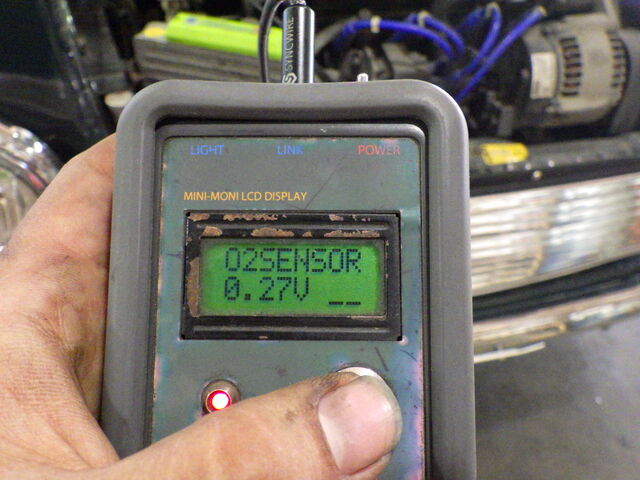 SYNCWIRE
LIGHT LINK POWER
MINI-MONI LCD DISPLAY
O2SENSOR
0.27V __